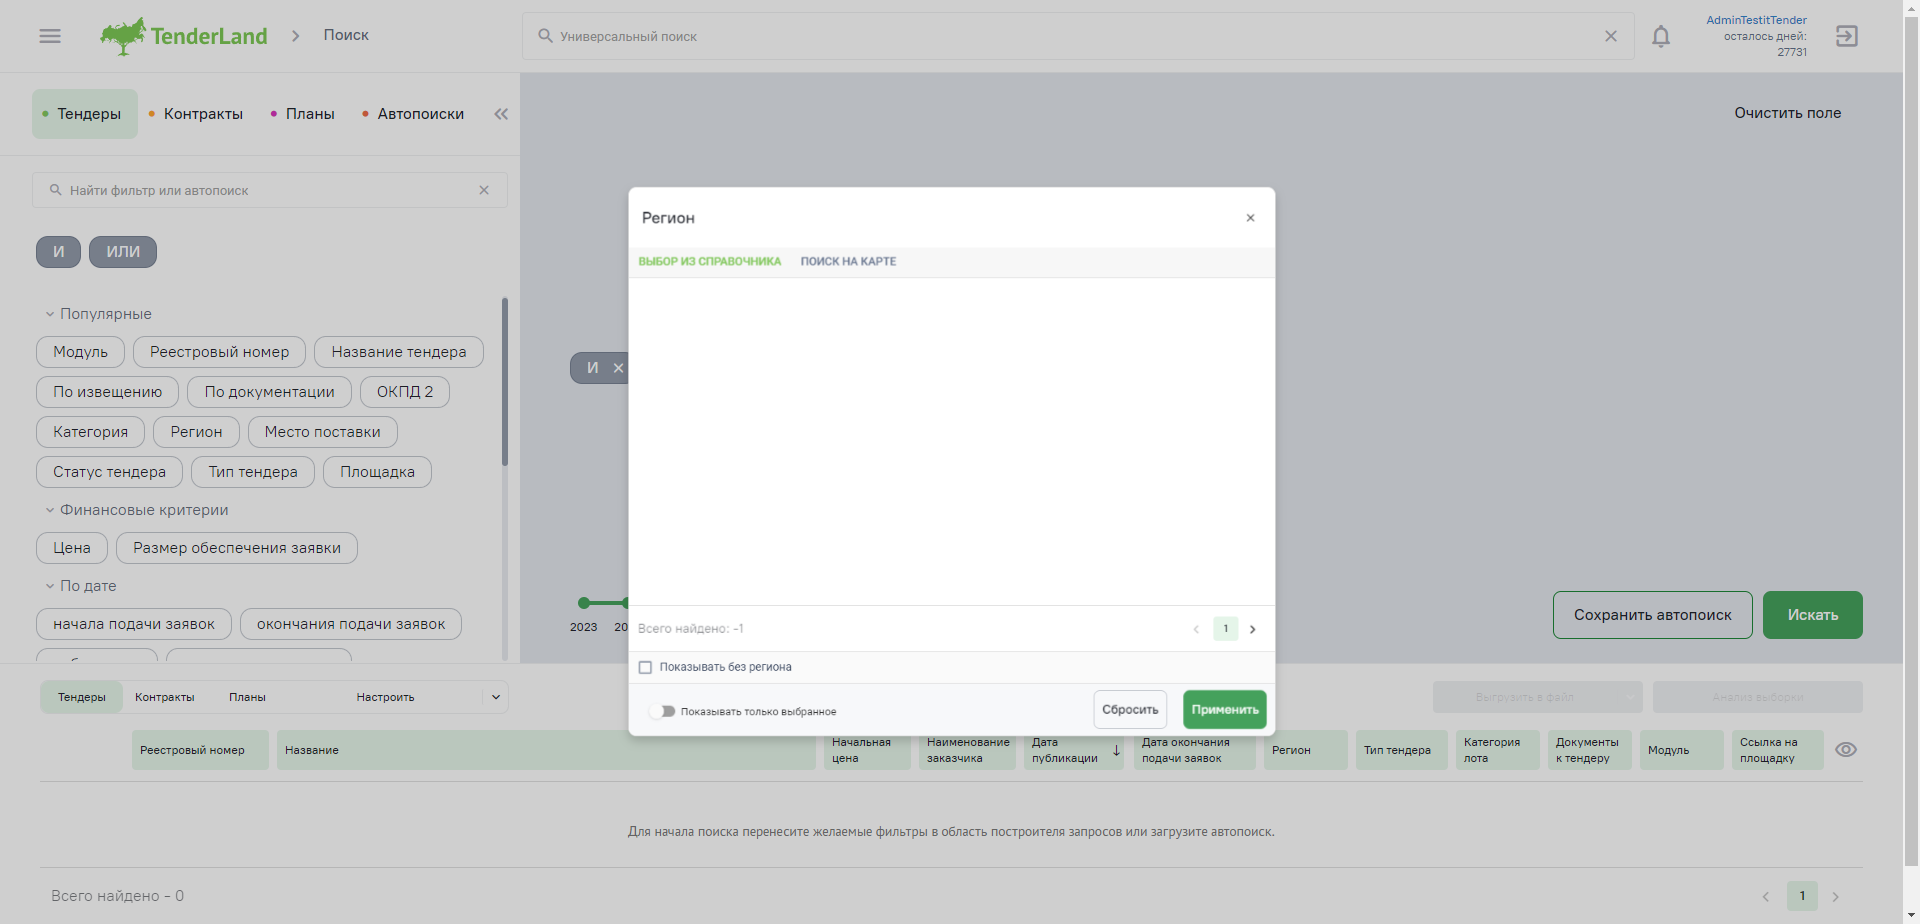 TenderLand
Поиск
Универсальный поиск
AdminTestitTender
осталось дней:
27731
Тендеры
Контракты
Планы
Автопоиски
Очистить поле
Найти фильтр или автопоиск
И
ИЛИ
Популярные
Модуль
Реестровый номер
Название тендера
По извещению
По документации
ОКПД 2
Категория
Регион
Место поставки
Статус тендера
Тип тендера
Площадка
Финансовые критерии
Цена
Размер обеспечения заявки
По дате
начала подачи заявок
окончания подачи заявок
И
2023
20
Регион
ВЫБОР ИЗ СПРАВОЧНИКА
ПОИСК НА КАРТЕ
Всего найдено: -1
1
Показывать без региона
Показывать только выбранное
Сбросить
Применить
Сохранить автопоиск
Искать
Тендеры
Контракты
Планы
Настроить
Выгрузить в файл
Анализ выборки
Реестровый номер
Название
Начальная
цена
Наименование
заказчика
Дата
публикации
Дата окончания
подачи заявок
Регион
Тип тендера
Категория
лота
Документы
к тендеру
Модуль
Ссылка на
площадку
Для начала поиска перенесите желаемые фильтры в область построителя запросов или загрузите автопоиск.
Всего найдено - 0
1